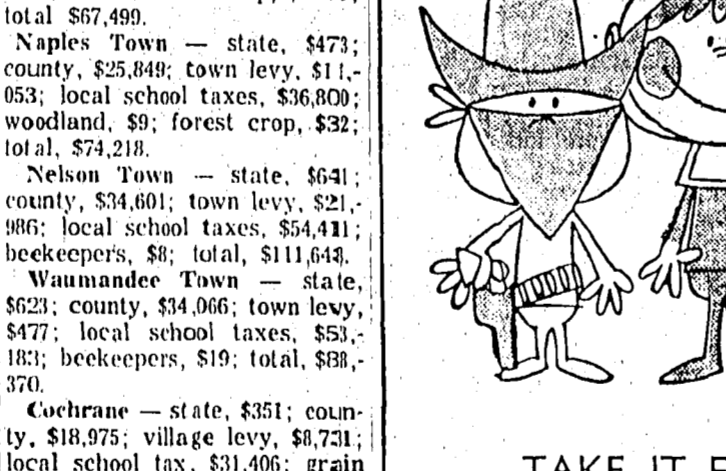 total $67,499.
Naples Town — state, $473;
county, $25,849; town levy, $11,-
053; local school taxes, $36,800;
woodland, $9; forest crop, $32;
total, $74,218.
Nelson Town — state, $641;
county, $34,601; town levy, $21,-
986; local school taxes, $54,411;
beekeepers, $8; total, $111,648.
Waumandee Town — state,
$623; county, $34,066; town levy,
$477; local school taxes, $53,-
183; beekeepers, $19; total, $88,-
370.
Cochrane — state, $351; coun-
ty, $18,975; village levy, $8,731;
local school tax, $31,406; grain
TAKE IT